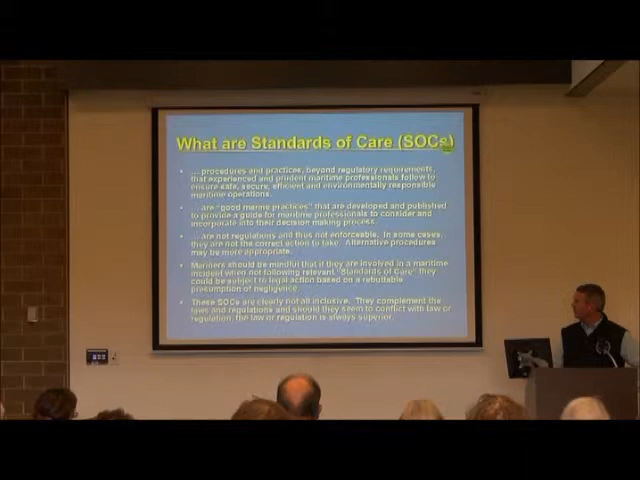 What are Standards of Care (SOCs)
... procedures and practices, beyond regulatory requirements,
that experienced and prudent maritime professionals follow to
ensure safe, secure, efficient and environmentally responsible
maritime operations.
... are "good marine practices" that are developed and published
to provide a guide for maritime professionals to consider and
incorporate into their decision making process.
... are not regulations and thus not enforceable. In some cases,
they are not the correct action to take. Alternative procedures
may be more appropriate.
Mariners should be mindful that if they are involved in a maritime
incident when not following relevant "Standards of Care" they
could be subject to legal action based on a rebuttable
presumption of negligence.
These SOCs are clearly not all inclusive. They complement the
laws and regulations and should they seem to conflict with law or
regulation, the law or regulation is always superior.